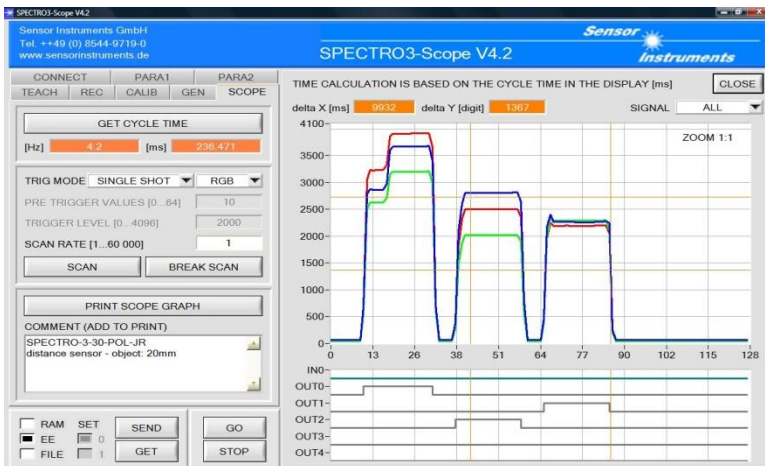 SPECTRO3-Scope V4.2
Sensor Instruments GmbH
Tel. ++49 (0) 8544-9719-0
www.sensorinstruments.de
SPECTRO3-Scope V4.2
Sensor Instruments
CONNECT PARA1 PARA2
TEACH REC CALIB GEN SCOPE
GET CYCLE TIME
[Hz] 4.2 [ms] 236.471
TRIG MODE SINGLE SHOT RGB
PRE TRIGGER VALUES [0...64] 10
TRIGGER LEVEL [0...4096] 2000
SCAN RATE [1...60 000] 1
SCAN BREAK SCAN
PRINT SCOPE GRAPH
COMMENT (ADD TO PRINT)
SPECTRO-3-30-POL-JR
distance sensor - object: 20mm
RAM SET SEND GO
EE 0
FILE 1 GET STOP
TIME CALCULATION IS BASED ON THE CYCLE TIME IN THE DISPLAY [ms] CLOSE
delta X [ms] 9932 delta Y [digit] 1367 SIGNAL ALL
ZOOM 1:1
4100
3500
3000
2500
2000
1500
1000
500
0
0 13 26 38 51 64 77 90 102 115 128
IN0
OUT0
OUT1
OUT2
OUT3
OUT4